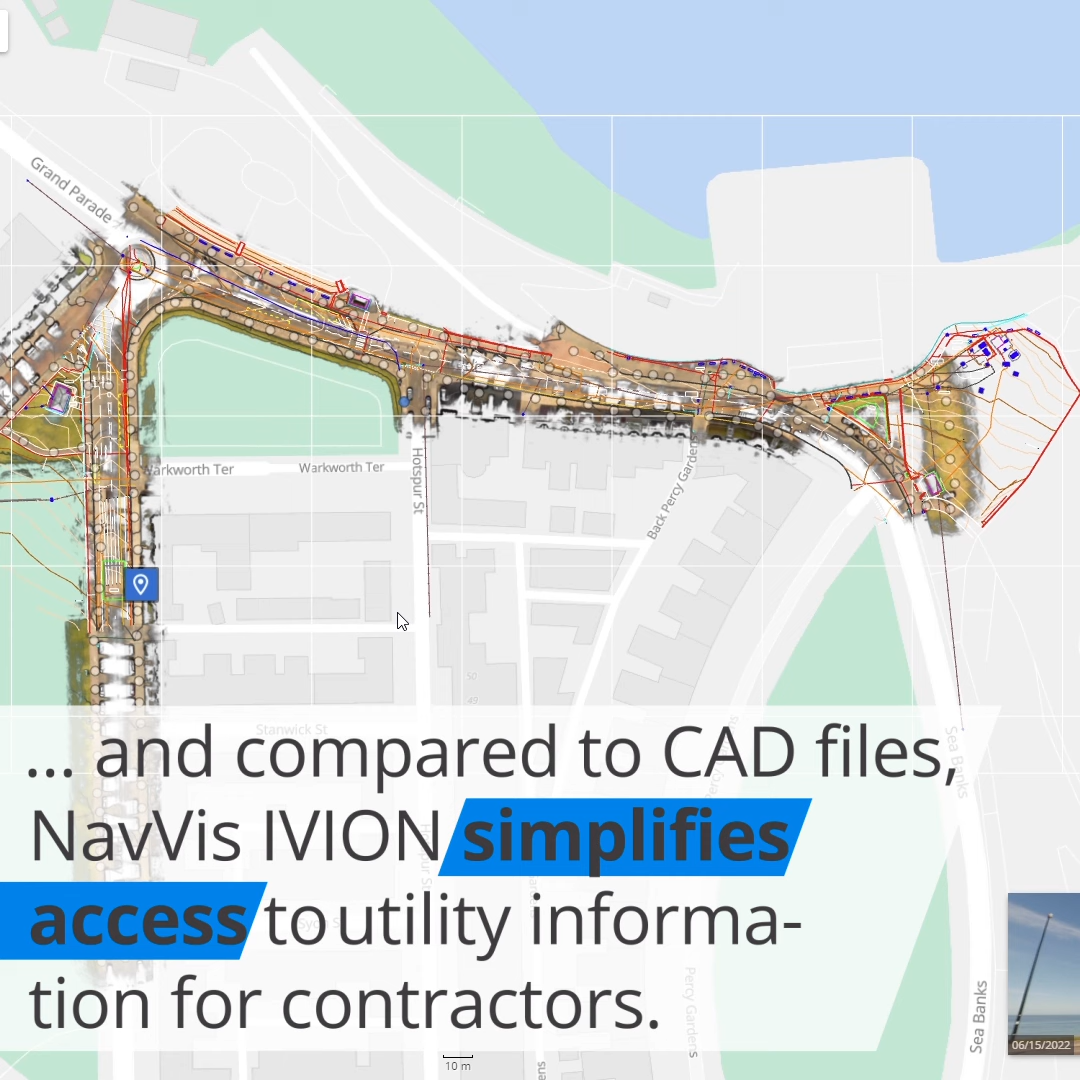 Grand Parade
Warkworth Ter
Warkworth Ter
Hotspur St
Back Percy Gardens
50
49
Stanwick St
Sea Banks
... and compared to CAD files,
NavVis IVION simplifies
access to utility informa-
tion for contractors.
Percy Gardens
Sea Banks
06/15/2022
10 m